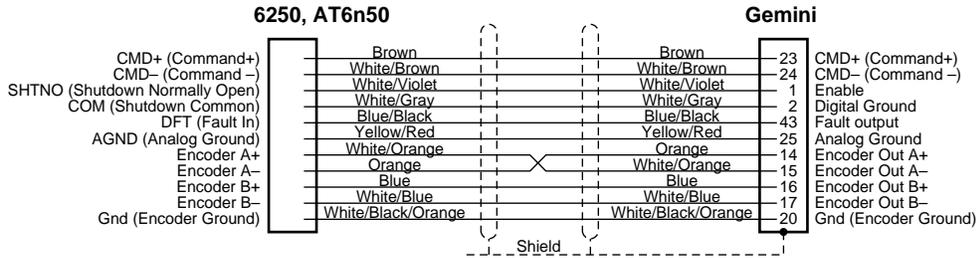 6250, AT6n50 Gemini
CMD+ (Command+) Brown Brown 23 CMD+ (Command+)
CMD– (Command –) White/Brown White/Brown 24 CMD– (Command –)
SHTNO (Shutdown Normally Open) White/Violet White/Violet 1 Enable
COM (Shutdown Common) White/Gray White/Gray 2 Digital Ground
DFT (Fault In) Blue/Black Blue/Black 43 Fault output
AGND (Analog Ground) Yellow/Red Yellow/Red 25 Analog Ground
Encoder A+ White/Orange Orange 14 Encoder Out A+
Encoder A– Orange White/Orange 15 Encoder Out A–
Encoder B+ Blue Blue 16 Encoder Out B+
Encoder B– White/Blue White/Blue 17 Encoder Out B–
Gnd (Encoder Ground) White/Black/Orange White/Black/Orange 20 Gnd (Encoder Ground)
Shield